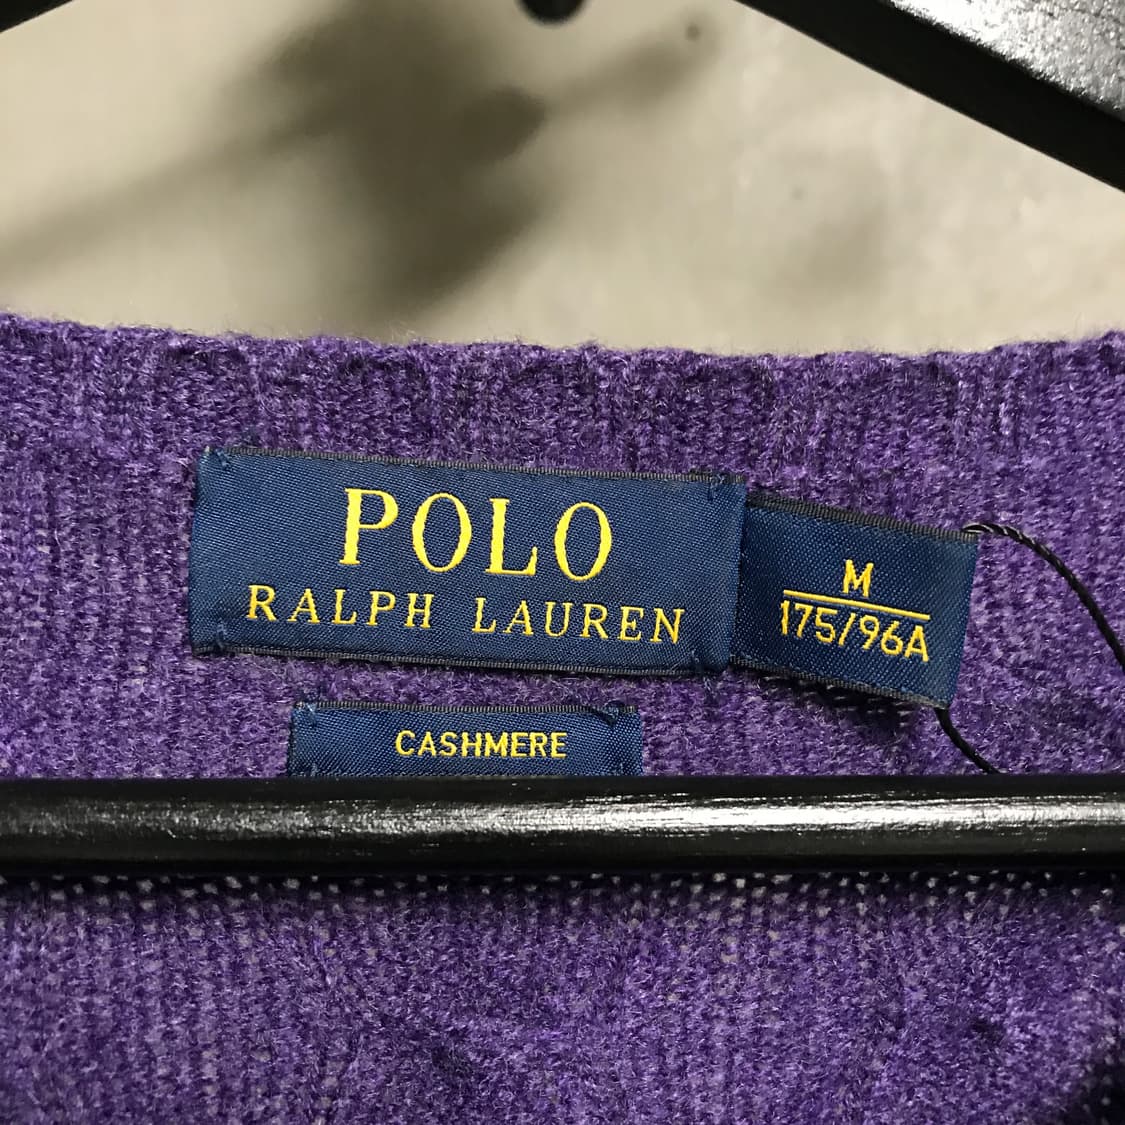 POLO
RALPH LAUREN
M
175/96A
CASHMERE